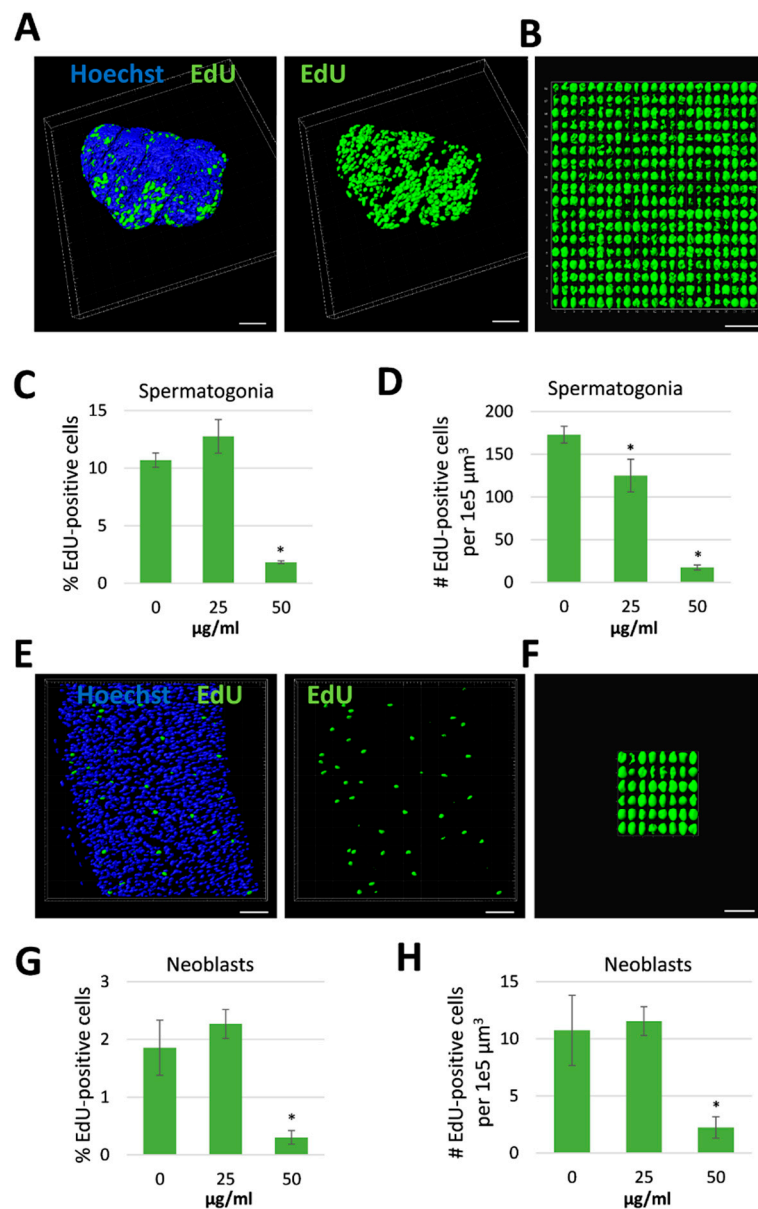 A
B
Hoechst EdU
EdU
C
D
Spermatogonia
Spermatogonia
% EdU-positive cells
15
10
5
0
0 25 50
µg/ml
# EdU-positive cells
per 1e5 µm³
200
150
100
50
0
*
*
*
0 25 50
µg/ml
E
F
Hoechst EdU
EdU
G
H
Neoblasts
Neoblasts
% EdU-positive cells
3
2
1
0
*
0 25 50
µg/ml
# EdU-positive cells
per 1e5 µm³
15
10
5
0
*
0 25 50
µg/ml